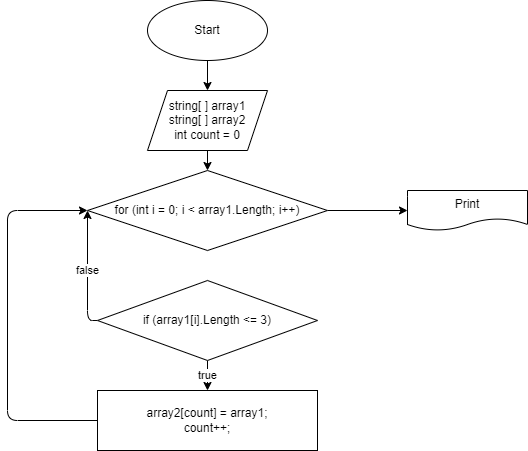 Start
string[ ] array1
string[ ] array2
int count = 0
for (int i = 0; i < array1.Length; i++)
Print
false
if (array1[i].Length <= 3)
true
array2[count] = array1;
count++;